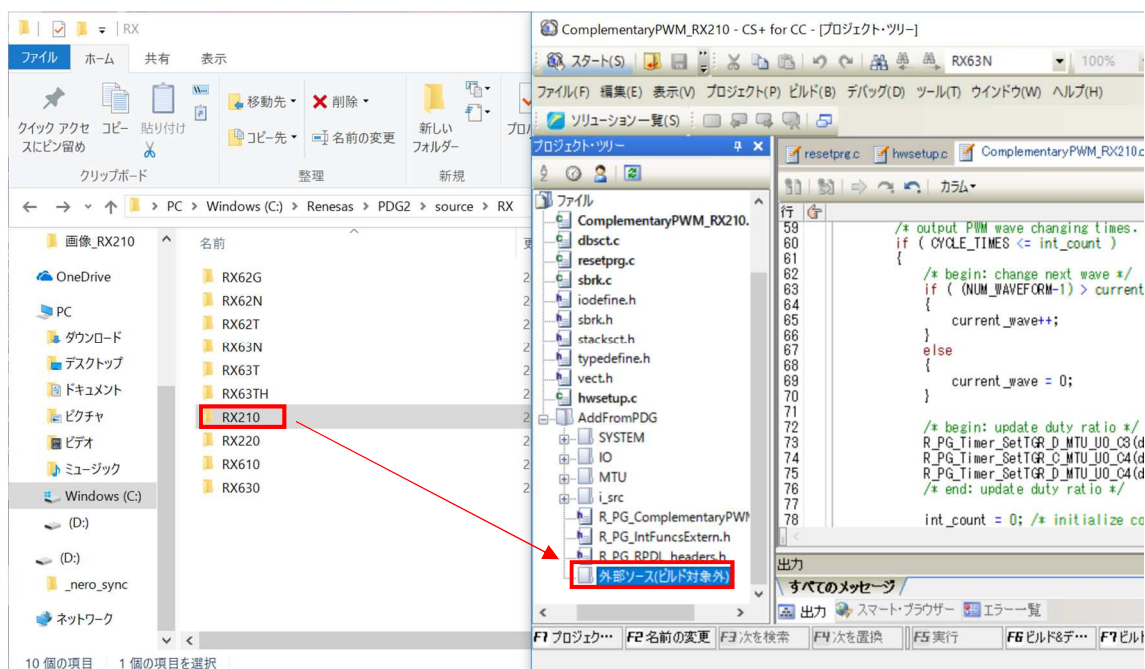 RX
ファイル ホーム 共有 表示
クイック アクセスにピン留め
コピー
貼り付け
移動先
コピー先
削除
名前の変更
新しいフォルダー
クリップボード 整理 新規
PC > Windows (C:) > Renesas > PDG2 > source > RX
画像_RX210
OneDrive
PC
ダウンロード
デスクトップ
ドキュメント
ピクチャ
ビデオ
ミュージック
Windows (C:)
(D:)
(D:)
_nero_sync
ネットワーク
名前
RX62G
RX62N
RX62T
RX63N
RX63T
RX63TH
RX210
RX220
RX610
RX630
10 個の項目 1 個の項目を選択
ComplementaryPWM_RX210 - CS+ for CC - [プロジェクト・ツリー]
スタート(S) RX63N 100%
ファイル(F) 編集(E) 表示(V) プロジェクト(P) ビルド(B) デバッグ(D) ツール(T) ウインドウ(W) ヘルプ(H)
ソリューション一覧(S)
プロジェクト・ツリー
ファイル
ComplementaryPWM_RX210.
dbsct.c
resetprg.c
sbrk.c
iodefine.h
sbrk.h
stacksct.h
typedefine.h
vect.h
hwsetup.c
AddFromPDG
SYSTEM
IO
MTU
i_src
R_PG_ComplementaryPWM
R_PG_IntFuncsExtern.h
R_PG_RPDL_headers.h
外部ソース(ビルド対象外)
resetprg.c hwsetup.c ComplementaryPWM_RX210.c
カラム
行
59 /* output PWM wave changing times.
60 if ( CYCLE_TIMES <= int_count )
61 {
62 /* begin: change next wave */
63 if ( (NUM_WAVEFORM-1) > current
64 {
65 current_wave++;
66 }
67 else
68 {
69 current_wave = 0;
70 }
71
72 /* begin: update duty ratio */
73 R_PG_Timer_SetTGR_D_MTU_U0_C3(d
74 R_PG_Timer_SetTGR_C_MTU_U0_C4(d
75 R_PG_Timer_SetTGR_D_MTU_U0_C4(d
76 /* end: update duty ratio */
77
78 int_count = 0; /* initialize co
出力
すべてのメッセージ
出力 スマート・ブラウザー エラー一覧
F1 プロジェク… F2 名前の変更 F3 次を検索 F4 次を置換 F5 実行 F6 ビルド&デ… F7 ビル